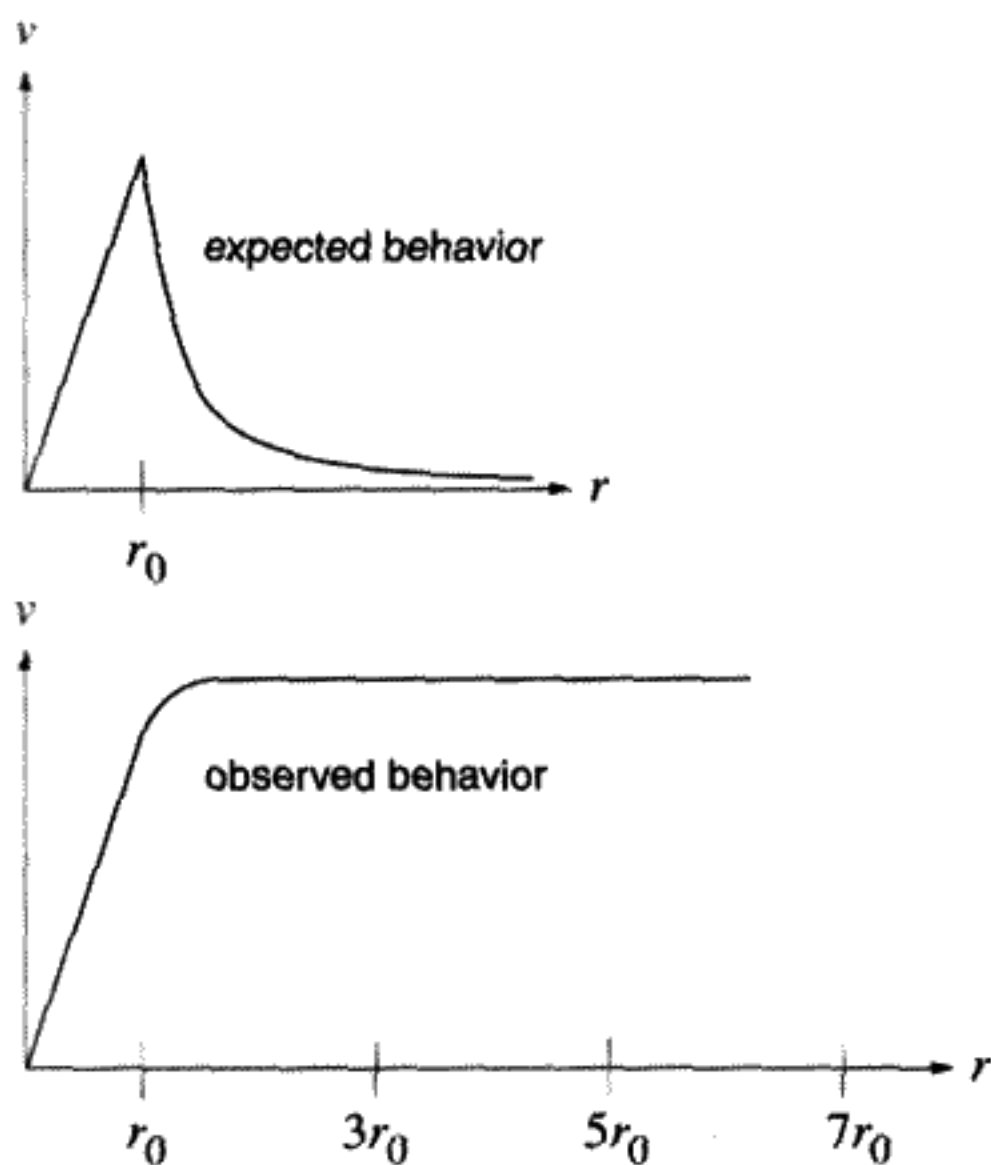 v
expected behavior
r
r₀
v
observed behavior
r
r₀ 3r₀ 5r₀ 7r₀